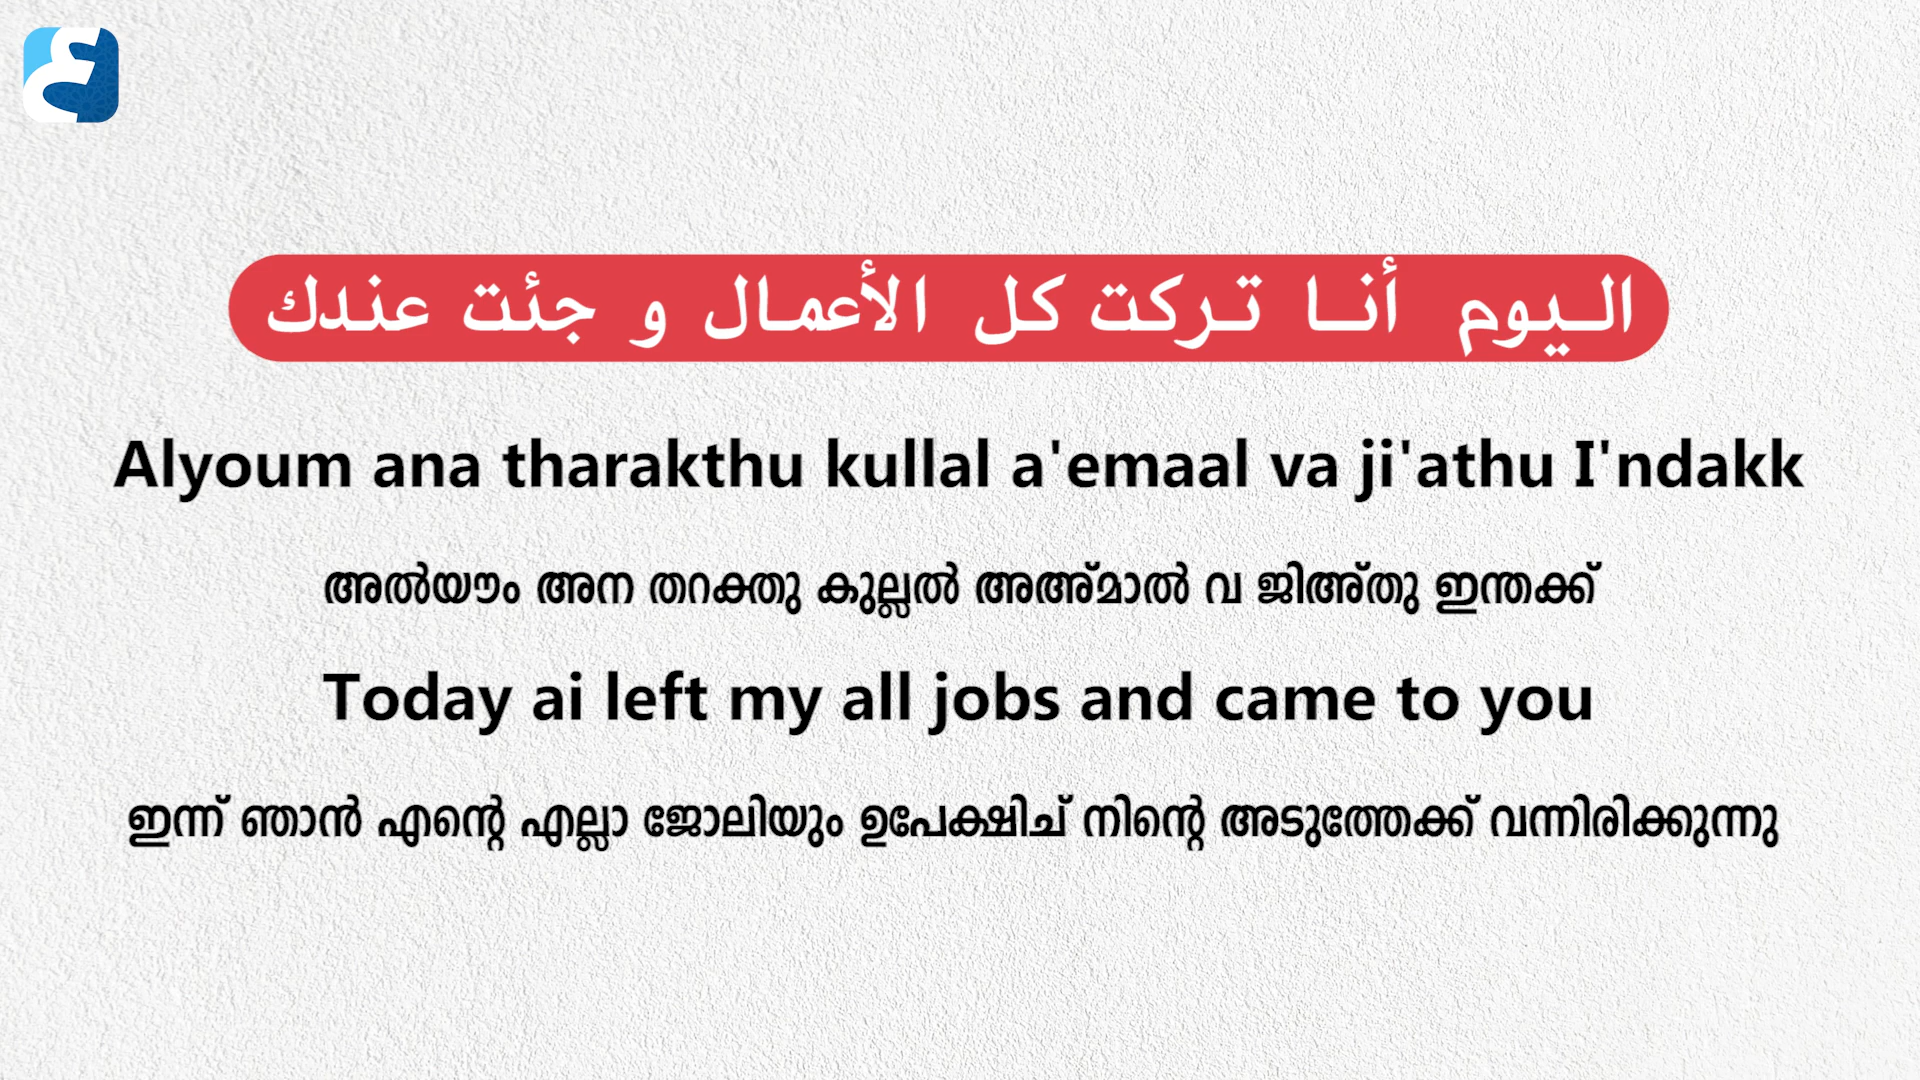 اليوم أنا تركت كل الأعمال و جئت عندك
Alyoum ana tharakthu kullal a'emaal va ji'athu I'ndakk
അൽയൗം അന തറക്തു കുല്ലൽ അഅ്മാൽ വ ജിഅ്തു ഇന്തക്ക്
Today ai left my all jobs and came to you
ഇന്ന് ഞാൻ എന്റെ എല്ലാ ജോലിയും ഉപേക്ഷിച് നിന്റെ അടുത്തേക്ക് വന്നിരിക്കുന്നു